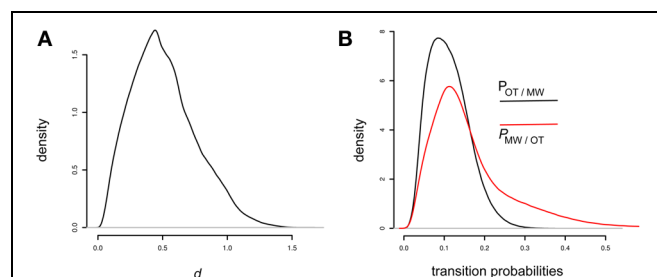 A
density
0.0
0.5
1.0
1.5
0.0 0.5 1.0 1.5
d
B
density
0 2 4 6 8
P OT / MW
P MW / OT
0.0 0.1 0.2 0.3 0.4 0.5
transition probabilities